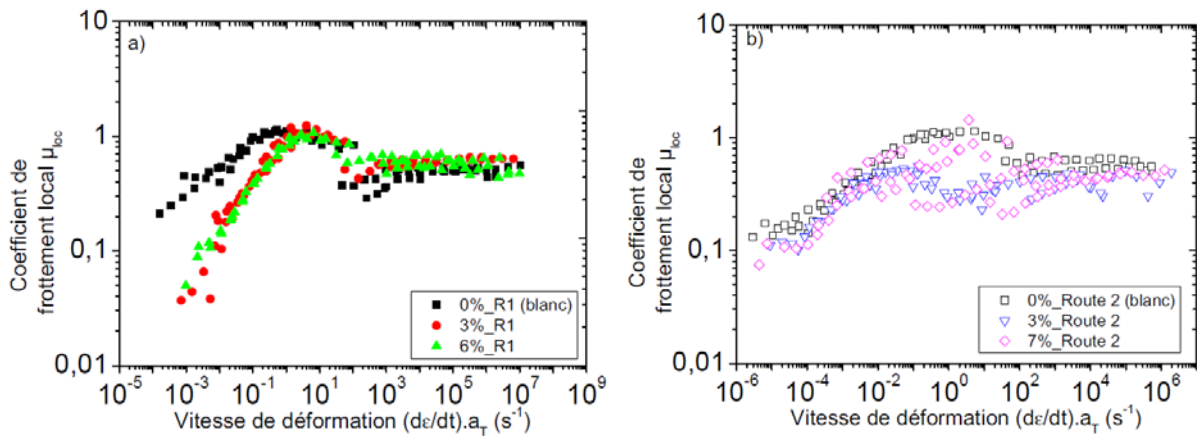 a)
Coefficient de
frottement local μloc
10
1
0,1
0,01
10-5
10-3
10-1
101
103
105
107
109
Vitesse de déformation (dε/dt).aT (s-1)
0%_R1 (blanc)
3%_R1
6%_R1
b)
Coefficient de
frottement local μloc
10
1
0,1
0,01
10-6
10-4
10-2
100
102
104
106
Vitesse de déformation (dε/dt).aT (s-1)
0%_Route 2 (blanc)
3%_Route 2
7%_Route 2